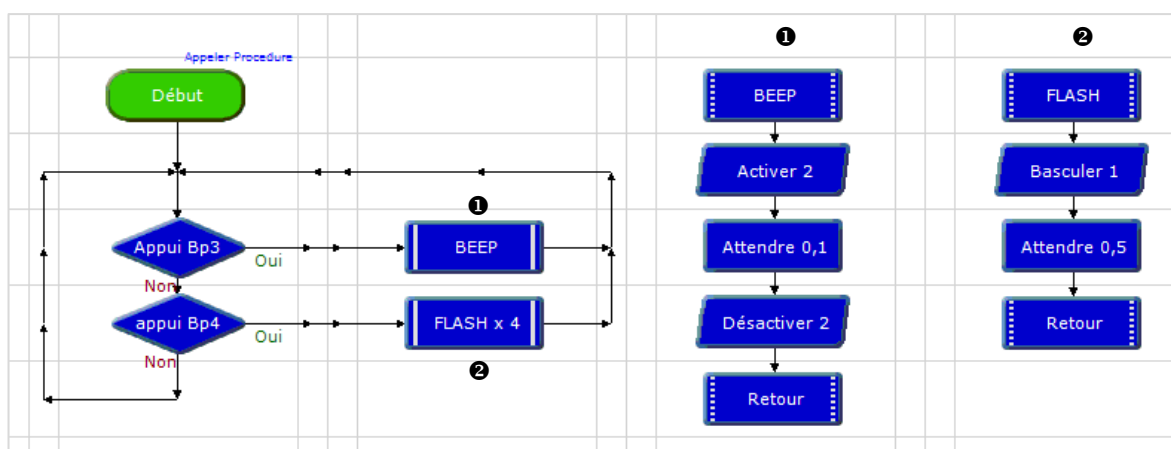 ❶
❷
Appeler Procedure
Début
BEEP
FLASH
Activer 2
Basculer 1
❶
Appui Bp3
Oui
BEEP
Attendre 0,1
Attendre 0,5
Non
appui Bp4
Oui
FLASH x 4
Désactiver 2
Retour
Non
❷
Retour